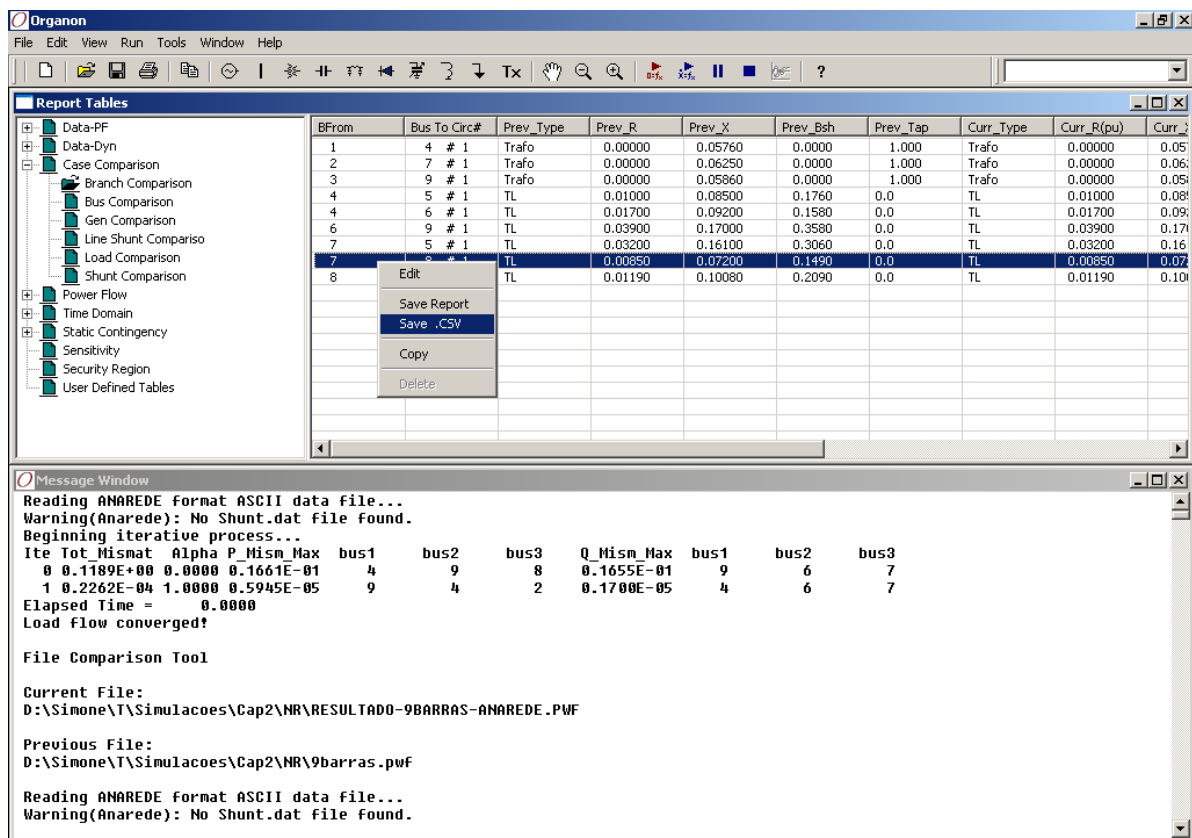 Organon
File Edit View Run Tools Window Help
Tx ?
Report Tables
Data-PF
Data-Dyn
Case Comparison
Branch Comparison
Bus Comparison
Gen Comparison
Line Shunt Compariso
Load Comparison
Shunt Comparison
Power Flow
Time Domain
Static Contingency
Sensitivity
Security Region
User Defined Tables
BFrom Bus To Circ# Prev_Type Prev_R Prev_X Prev_Bsh Prev_Tap Curr_Type Curr_R(pu)
1 4 # 1 Trafo 0.00000 0.05760 0.0000 1.000 Trafo 0.00000
2 7 # 1 Trafo 0.00000 0.06250 0.0000 1.000 Trafo 0.00000
3 9 # 1 Trafo 0.00000 0.05860 0.0000 1.000 Trafo 0.00000
4 5 # 1 TL 0.01000 0.08500 0.1760 0.0 TL 0.01000
4 6 # 1 TL 0.01700 0.09200 0.1580 0.0 TL 0.01700
6 9 # 1 TL 0.03900 0.17000 0.3580 0.0 TL 0.03900
7 5 # 1 TL 0.03200 0.16100 0.3060 0.0 TL 0.03200
7 TL 0.00850 0.07200 0.1490 0.0 TL 0.00850
8 TL 0.01190 0.10080 0.2090 0.0 TL 0.01190
Edit
Save Report
Save .CSV
Copy
Delete
Message Window
Reading ANAREDE format ASCII data file...
Warning(Anarede): No Shunt.dat file found.
Beginning iterative process...
Ite Tot_Mismat Alpha P_Mism_Max bus1 bus2 bus3 Q_Mism_Max bus1 bus2 bus3
0 0.1189E+00 0.0000 0.1661E-01 4 9 8 0.1655E-01 9 6 7
1 0.2262E-04 1.0000 0.5945E-05 9 4 2 0.1700E-05 4 6 7
Elapsed Time = 0.0000
Load flow converged!
File Comparison Tool
Current File:
D:\Simone\T\Simulacoes\Cap2\NR\RESULTADO-9BARRAS-ANAREDE.PWF
Previous File:
D:\Simone\T\Simulacoes\Cap2\NR\9barras.pwf
Reading ANAREDE format ASCII data file...
Warning(Anarede): No Shunt.dat file found.